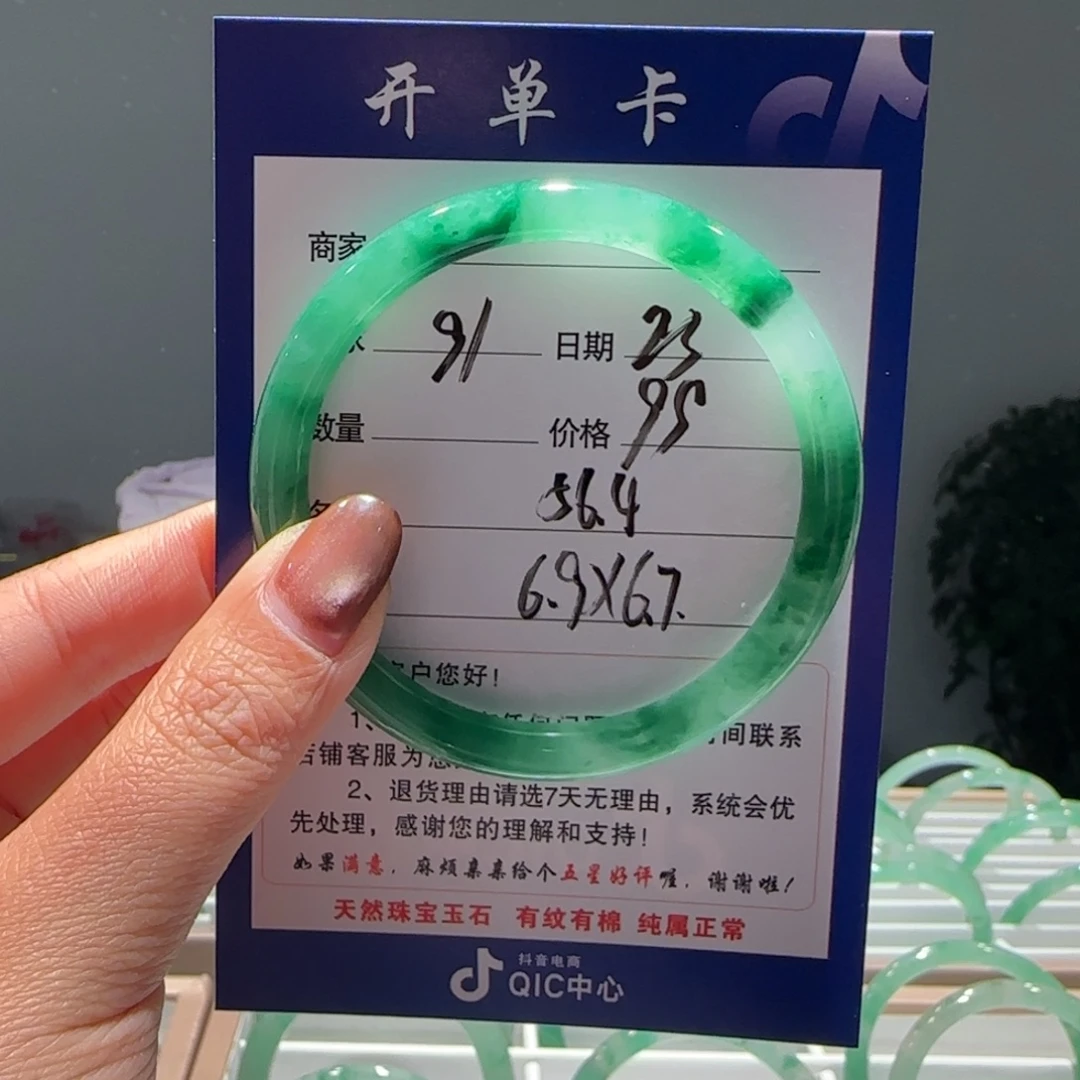 开单卡
商家
91 日期 23
数量 价格 95
56.4
6.9X6.7.
户您好!
1、 间联系
店铺客服为您
2、退货理由请选7天无理由,系统会优
先处理,感谢您的理解和支持!
如果满意,麻烦亲亲给个五星好评喔,谢谢啦!
天然珠宝玉石 有纹有棉 纯属正常
抖音电商
QIC中心